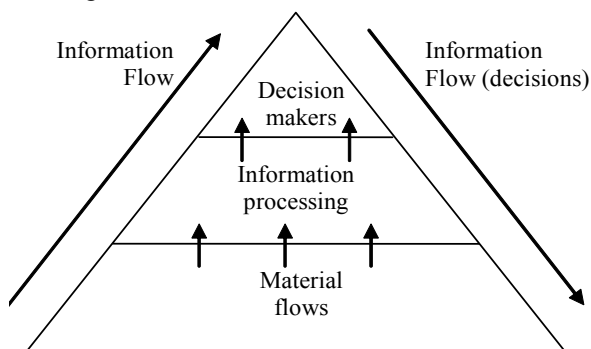 Information
Flow
Information
Flow (decisions)
Decision
makers
Information
processing
Material
flows